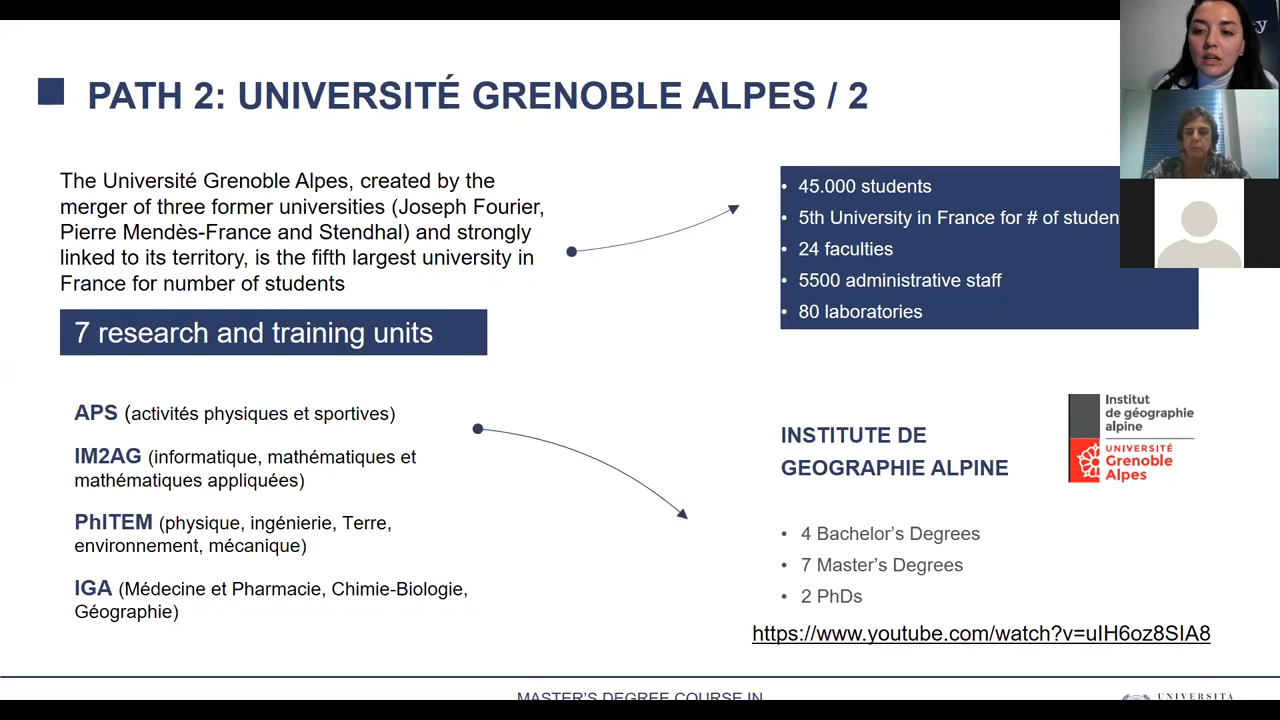 PATH 2: UNIVERSITÉ GRENOBLE ALPES / 2
The Université Grenoble Alpes, created by the
merger of three former universities (Joseph Fourier,
Pierre Mendès-France and Stendhal) and strongly
linked to its territory, is the fifth largest university in
France for number of students
7 research and training units
APS (activités physiques et sportives)
IM2AG (informatique, mathématiques et
mathématiques appliquées)
PhITEM (physique, ingénierie, Terre,
environnement, mécanique)
IGA (Médecine et Pharmacie, Chimie-Biologie,
Géographie)
• 45.000 students
• 5th University in France for # of studen
• 24 faculties
• 5500 administrative staff
• 80 laboratories
INSTITUTE DE
GEOGRAPHIE ALPINE
Institut
de géographie
alpine
UNIVERSITÉ
Grenoble
Alpes
• 4 Bachelor's Degrees
• 7 Master's Degrees
• 2 PhDs
https://www.youtube.com/watch?v=uIH6oz8SIA8
MASTER'S DEGREE COURSE IN
UNIVERSITÀ